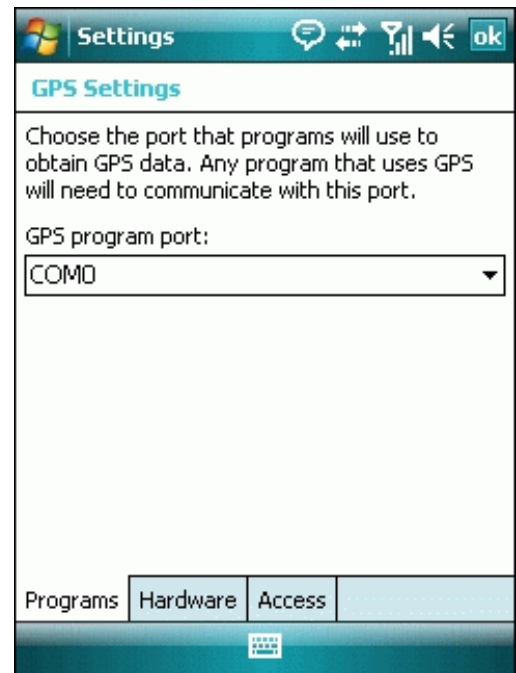 Settings
ok
GPS Settings
Choose the port that programs will use to
obtain GPS data. Any program that uses GPS
will need to communicate with this port.
GPS program port:
COM0
Programs Hardware Access